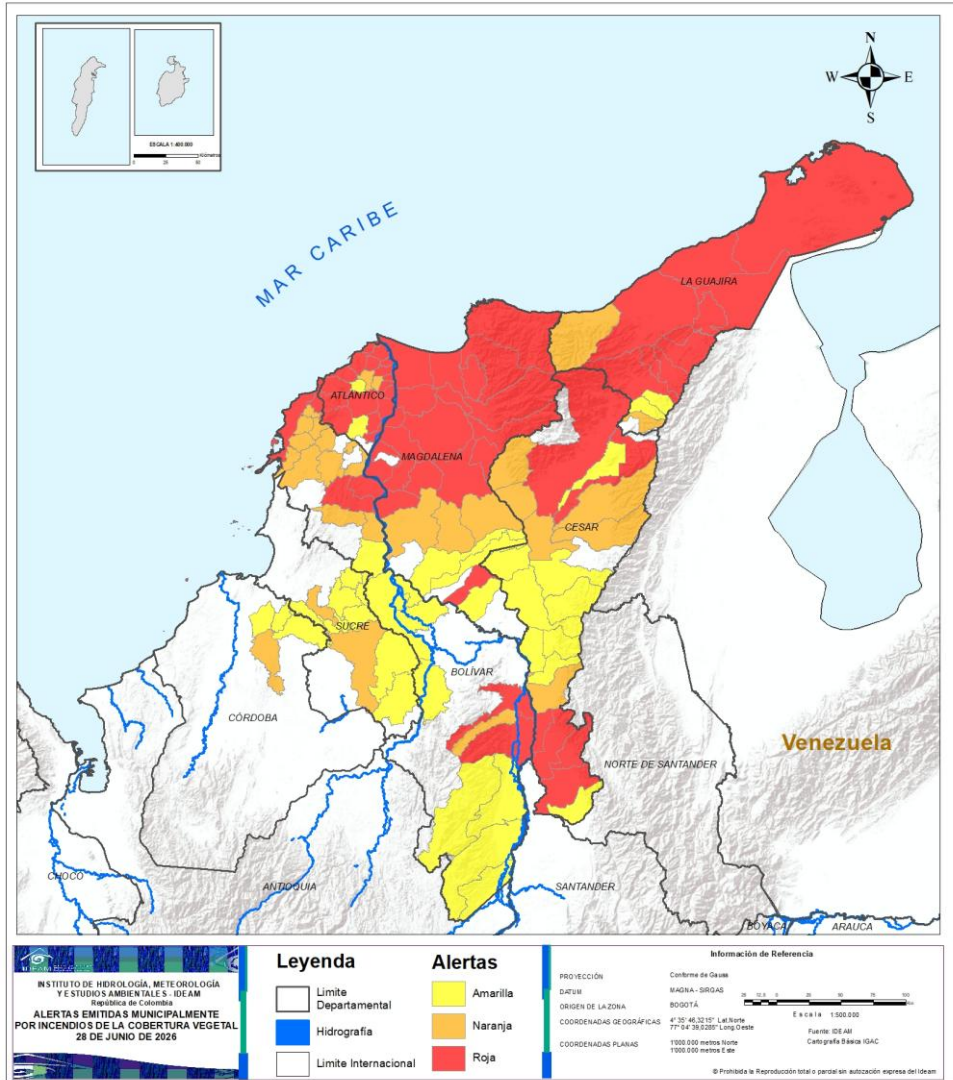 ESCALA 1:400.000
N
W E
S
MAR CARIBE
LA GUAJIRA
ATLÁNTICO
MAGDALENA
CESAR
SUCRE
BOLÍVAR
CÓRDOBA
Venezuela
NORTE DE SANTANDER
CHOCÓ
ANTIOQUIA
SANTANDER
BOYACÁ
ARAUCA
IDEAM
INSTITUTO DE HIDROLOGÍA, METEOROLOGÍA
Y ESTUDIOS AMBIENTALES - IDEAM
República de Colombia
ALERTAS EMITIDAS MUNICIPALMENTE
POR INCENDIOS DE LA COBERTURA VEGETAL
28 DE JUNIO DE 2026
Leyenda
Limite
Departamental
Hidrografía
Limite Internacional
Alertas
Amarilla
Naranja
Roja
Información de Referencia
PROYECCIÓN Conforme de Gauss
DATUM MAGNA - SIRGAS
ORIGEN DE LA ZONA BOGOTÁ
COORDENADAS GEOGRÁFICAS 4° 35' 46,3215" Lat.Norte
77° 04' 39,0285" Long.Oeste
COORDENADAS PLANAS 1'000.000 metros Norte
1'000.000 metros Este
Escala 1:500.000
Fuente: IDEAM
Cartografía Básica IGAC
© Prohibida la Reproducción total o parcial sin autozación expresa del Ideam